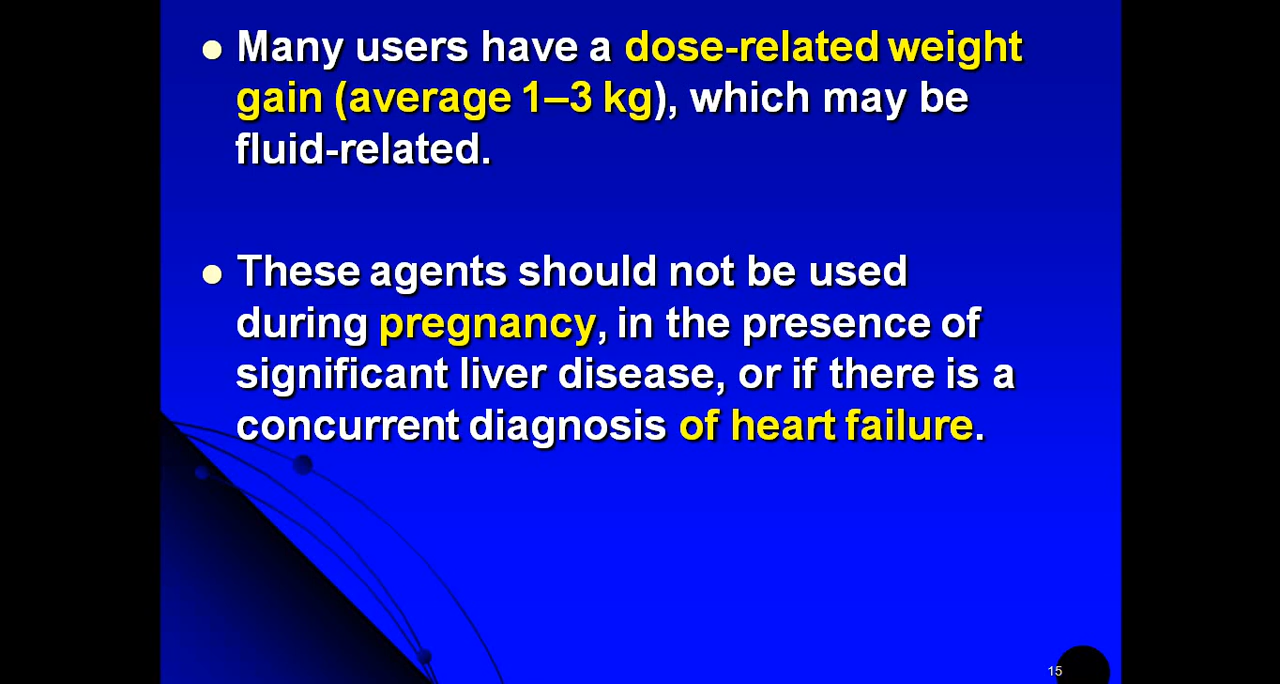 Many users have a dose-related weight
gain (average 1–3 kg), which may be
fluid-related.
These agents should not be used
during pregnancy, in the presence of
significant liver disease, or if there is a
concurrent diagnosis of heart failure.
15